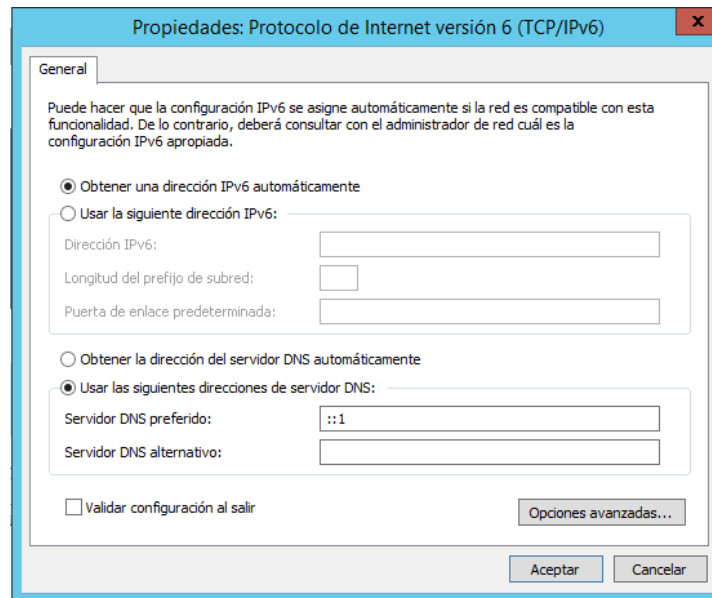 Propiedades: Protocolo de Internet versión 6 (TCP/IPv6)
x
General
Puede hacer que la configuración IPv6 se asigne automáticamente si la red es compatible con esta
funcionalidad. De lo contrario, deberá consultar con el administrador de red cuál es la
configuración IPv6 apropiada.
Obtener una dirección IPv6 automáticamente
Usar la siguiente dirección IPv6:
Dirección IPv6:
Longitud del prefijo de subred:
Puerta de enlace predeterminada:
Obtener la dirección del servidor DNS automáticamente
Usar las siguientes direcciones de servidor DNS:
Servidor DNS preferido: ::1
Servidor DNS alternativo:
Validar configuración al salir
Opciones avanzadas...
Aceptar Cancelar